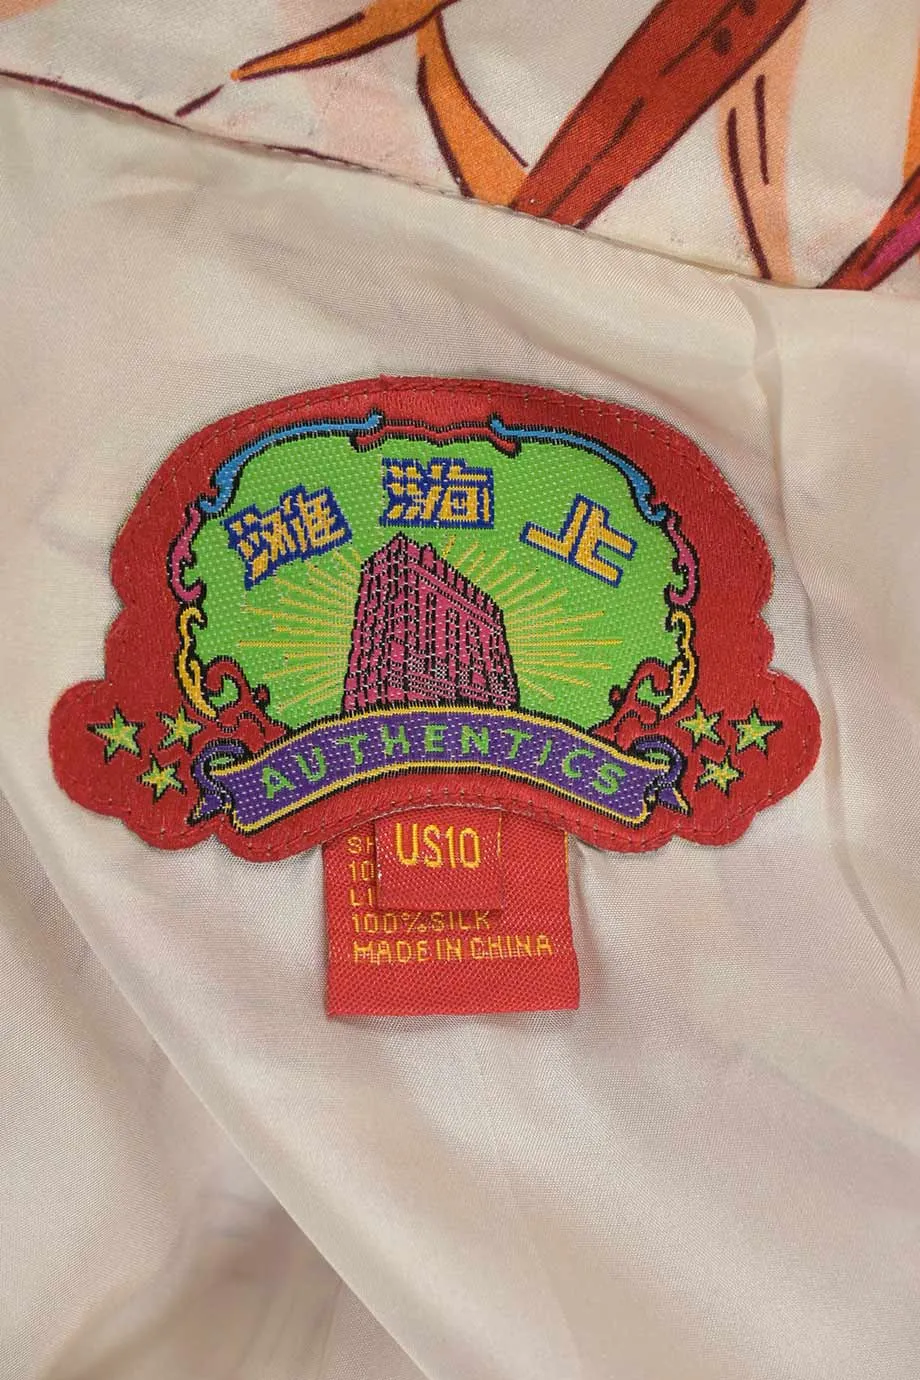 上海灘
AUTHENTICS
US10
100%SILK
MADE IN CHINA